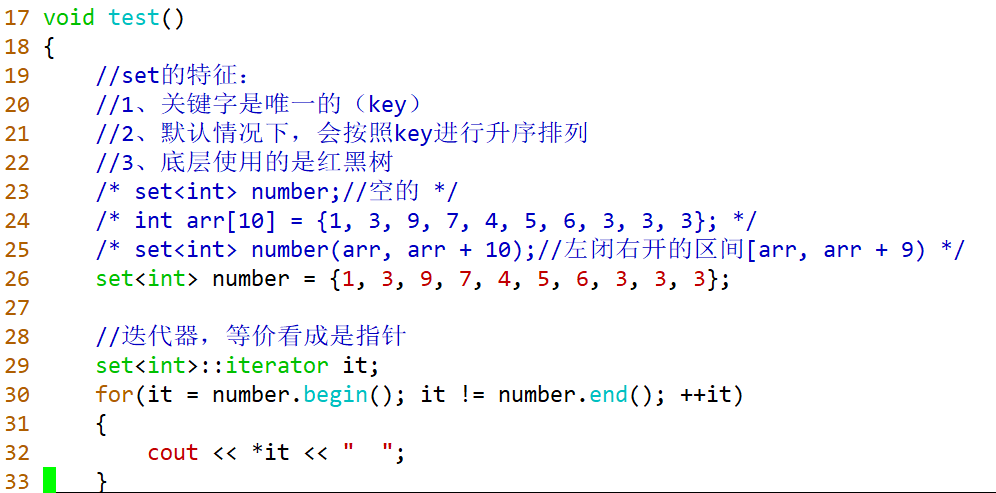 17 void test()
18 {
19     //set的特征：
20     //1、关键字是唯一的（key）
21     //2、默认情况下，会按照key进行升序排列
22     //3、底层使用的是红黑树
23     /* set<int> number;//空的 */
24     /* int arr[10] = {1, 3, 9, 7, 4, 5, 6, 3, 3, 3}; */
25     /* set<int> number(arr, arr + 10);//左闭右开的区间[arr, arr + 9) */
26     set<int> number = {1, 3, 9, 7, 4, 5, 6, 3, 3, 3};
27
28     //迭代器，等价看成是指针
29     set<int>::iterator it;
30     for(it = number.begin(); it != number.end(); ++it)
31     {
32         cout << *it << "  ";
33     }